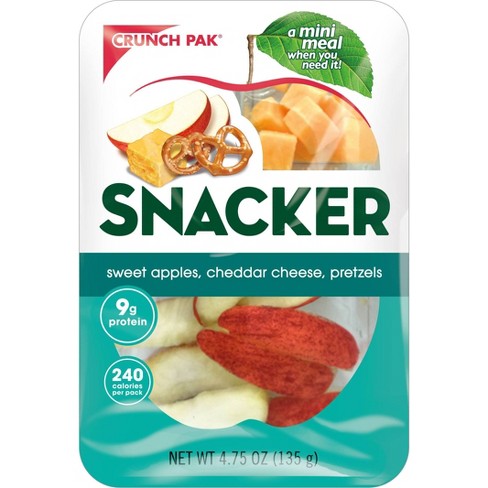 CRUNCH PAK®
a mini
meal
when you
need it!
SNACKER
sweet apples, cheddar cheese, pretzels
9g
protein
240
calories
per pack
NET WT 4.75 OZ (135 g)